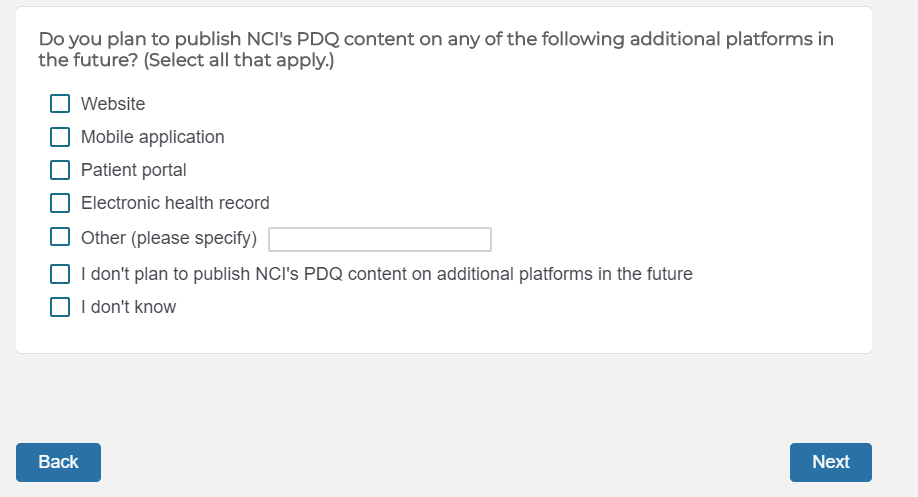 Do you plan to publish NCI's PDQ content on any of the following additional platforms in
the future? (Select all that apply.)
Website
Mobile application
Patient portal
Electronic health record
Other (please specify)
I don't plan to publish NCI's PDQ content on additional platforms in the future
I don't know
Back
Next